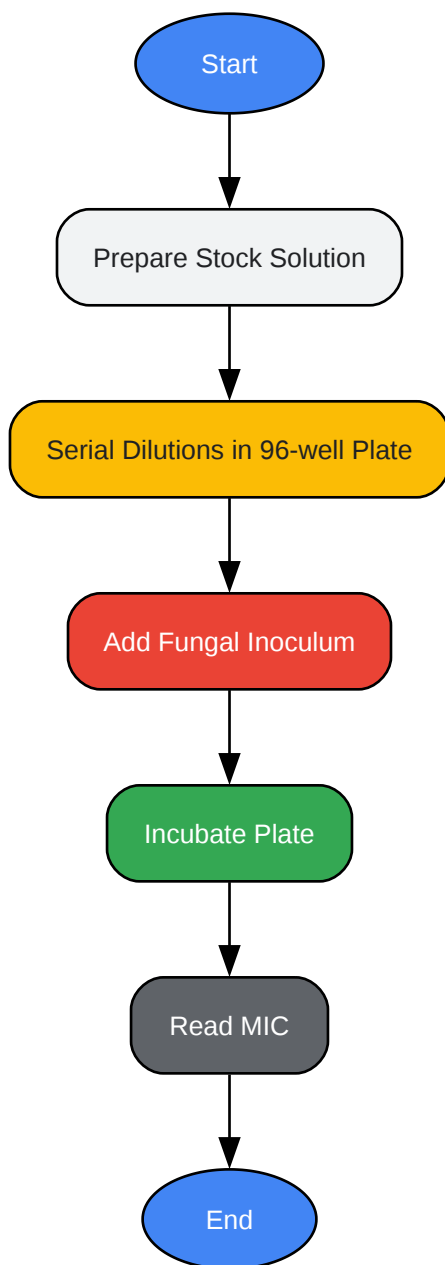 Start
Prepare Stock Solution
Serial Dilutions in 96-well Plate
Add Fungal Inoculum
Incubate Plate
Read MIC
End